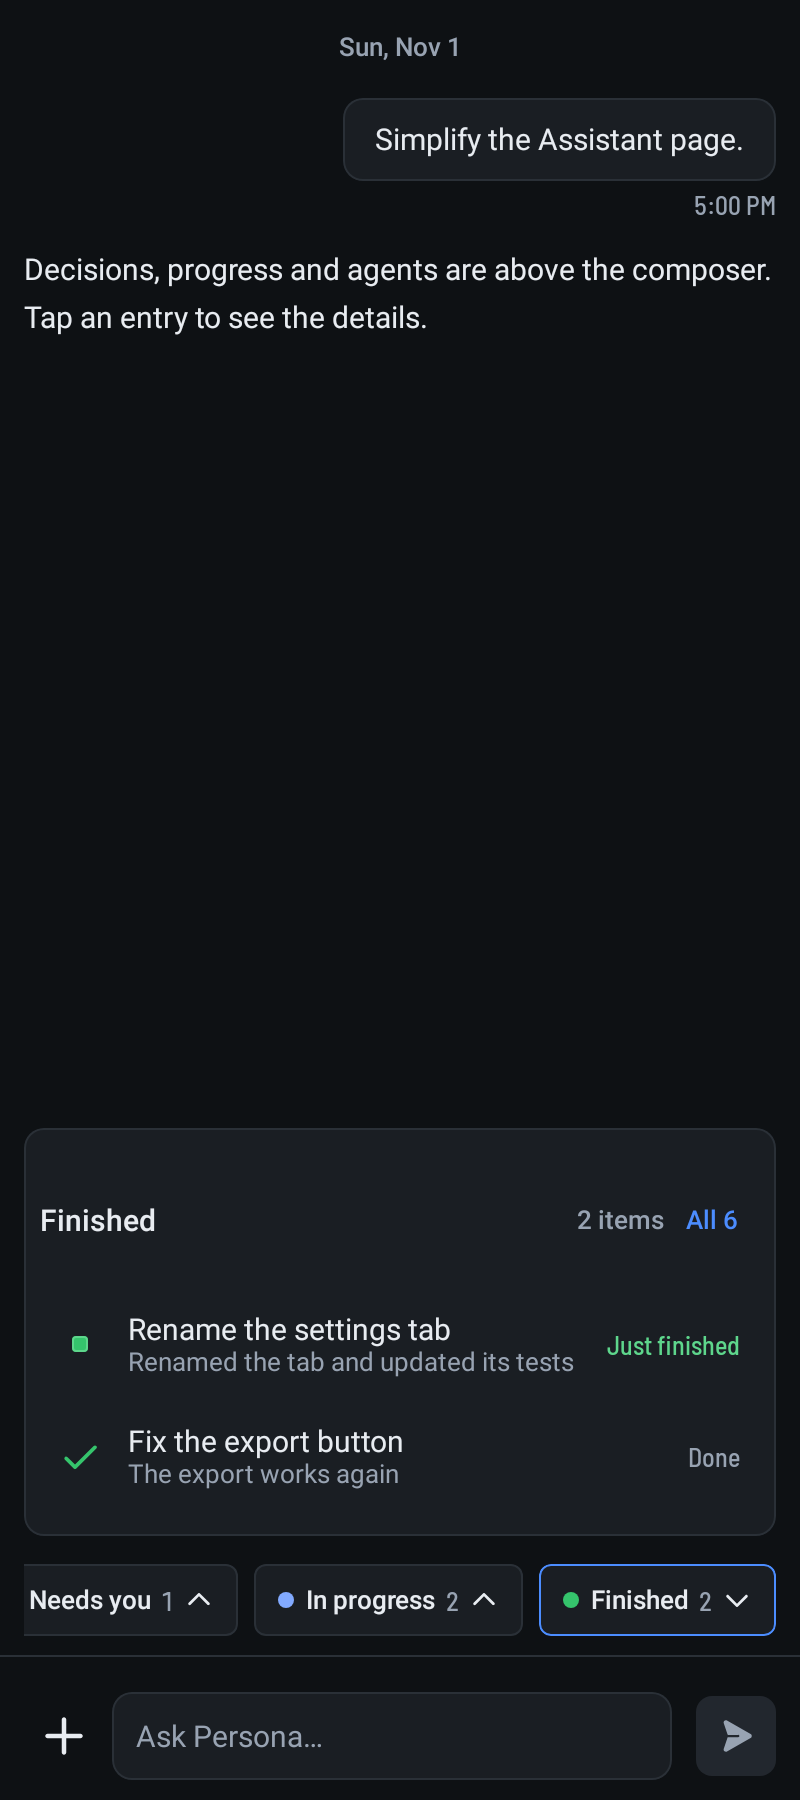 Sun, Nov 1
Simplify the Assistant page.
5:00 PM
Decisions, progress and agents are above the composer.
Tap an entry to see the details.
Finished 2 items All 6
Rename the settings tab
Renamed the tab and updated its tests
Just finished
Fix the export button
The export works again
Done
Needs you 1 In progress 2 Finished 2
Ask Persona…